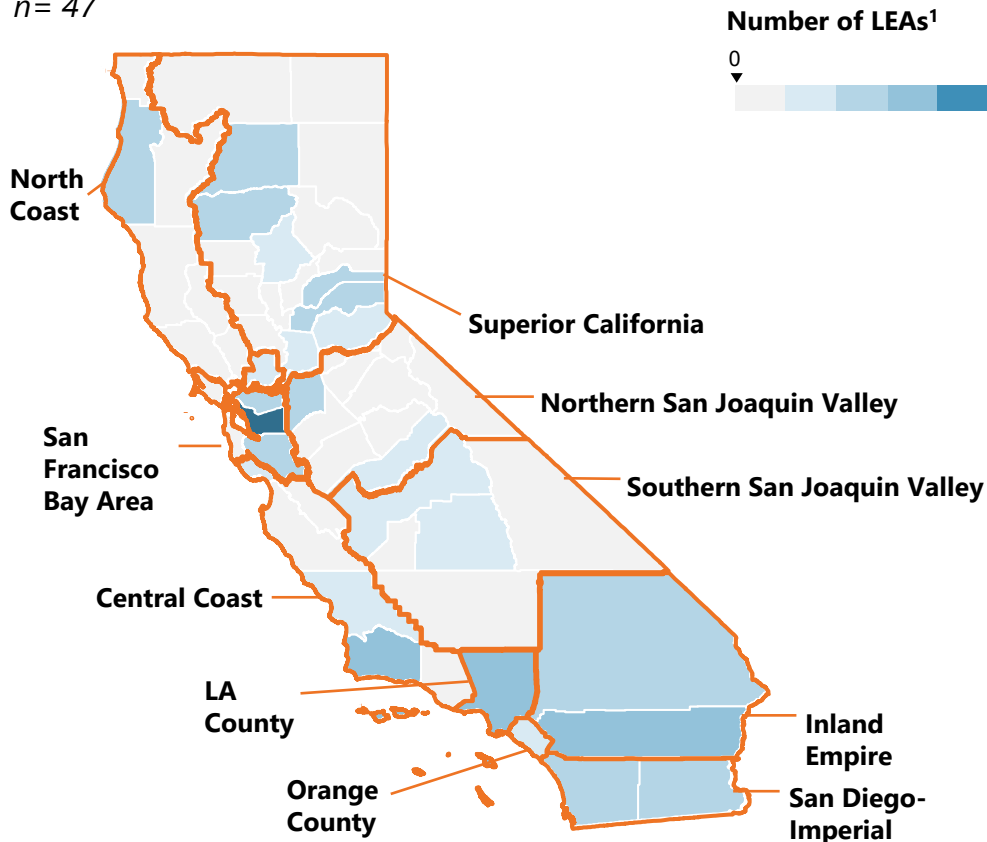 n= 47
Number of LEAs¹
0
North
Coast
Superior California
Northern San Joaquin Valley
San
Francisco
Bay Area
Southern San Joaquin Valley
Central Coast
LA
County
Inland
Empire
Orange
County
San Diego-
Imperial